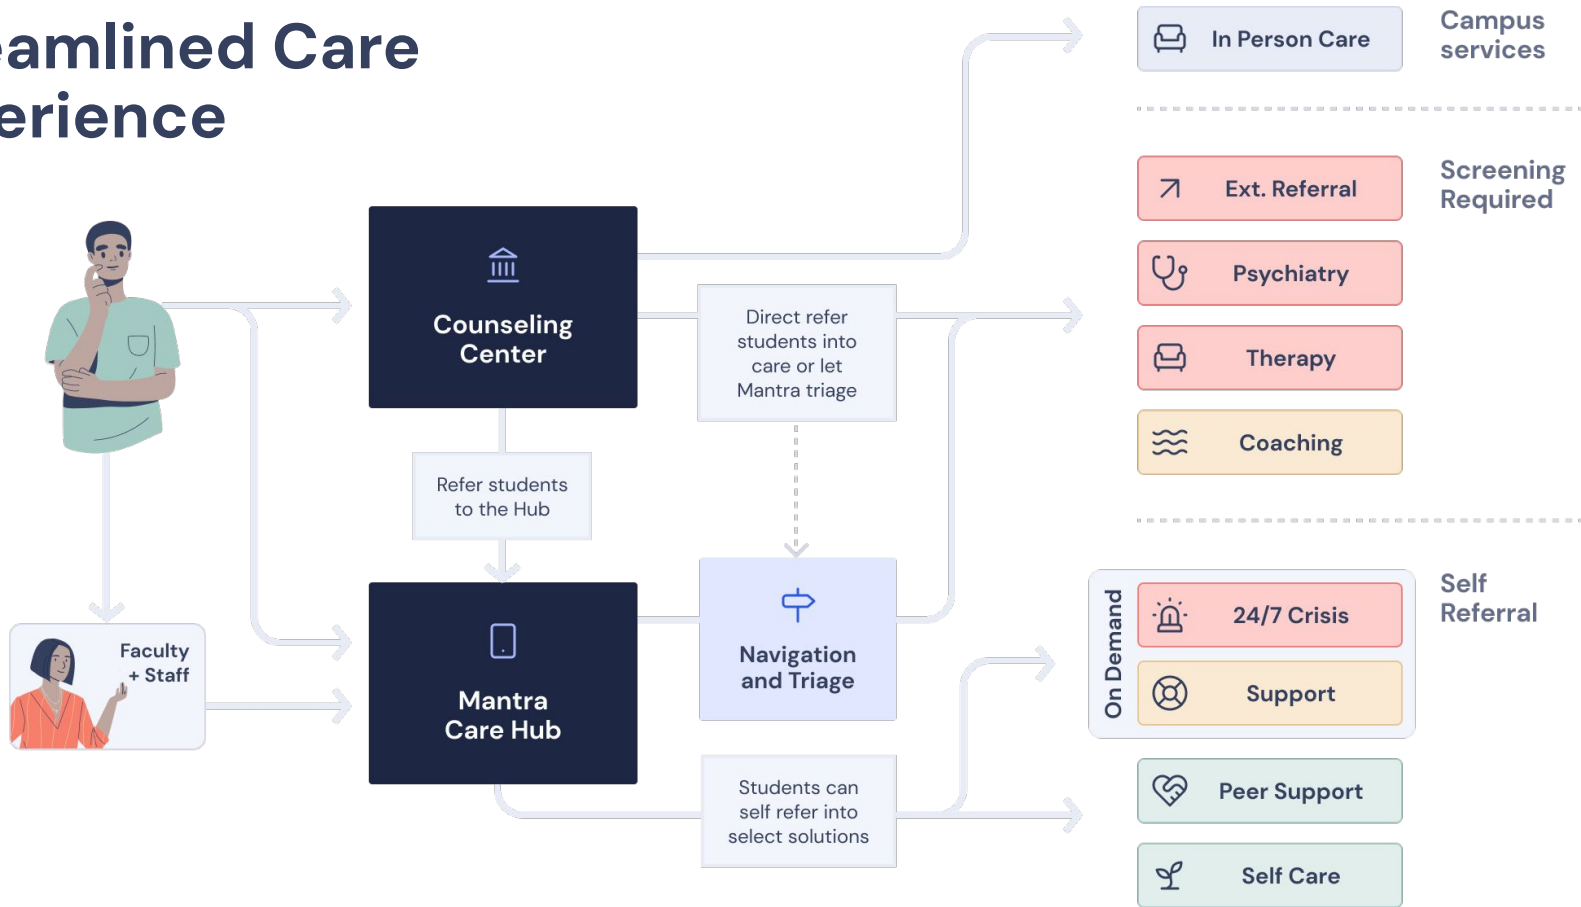 eamlined Care
erience
In Person Care
Campus
services
Ext. Referral
Screening
Required
Psychiatry
Therapy
Coaching
Counseling
Center
Direct refer
students into
care or let
Mantra triage
Refer students
to the Hub
Faculty
+ Staff
Mantra
Care Hub
Navigation
and Triage
Students can
self refer into
select solutions
On Demand
24/7 Crisis
Support
Self
Referral
Peer Support
Self Care